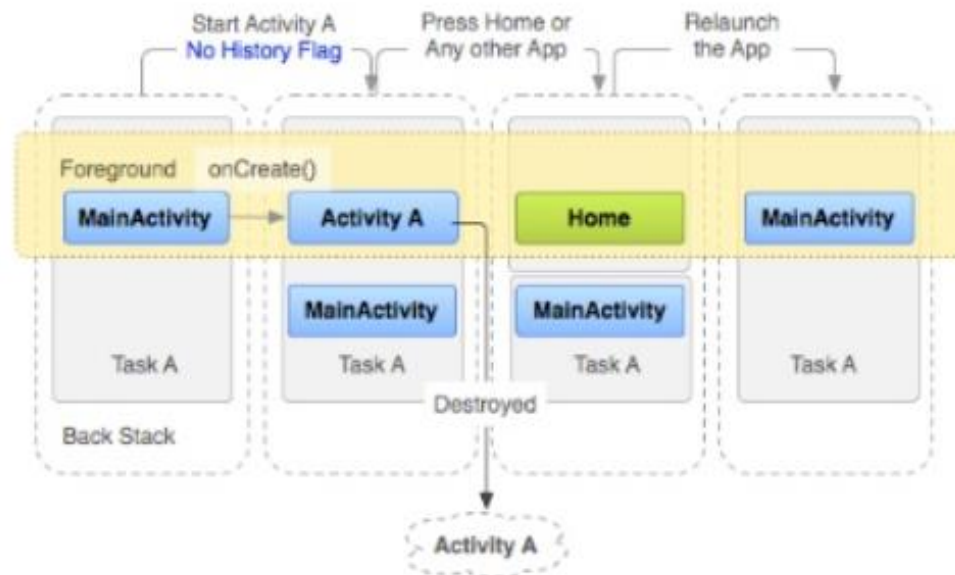 Start Activity A
No History Flag
Press Home or
Any other App
Relaunch
the App
Foreground onCreate()
MainActivity
Activity A
Home
MainActivity
MainActivity
MainActivity
Task A
Task A
Task A
Destroyed
Back Stack
Activity A